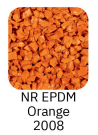 NR EPDM
Orange
2008